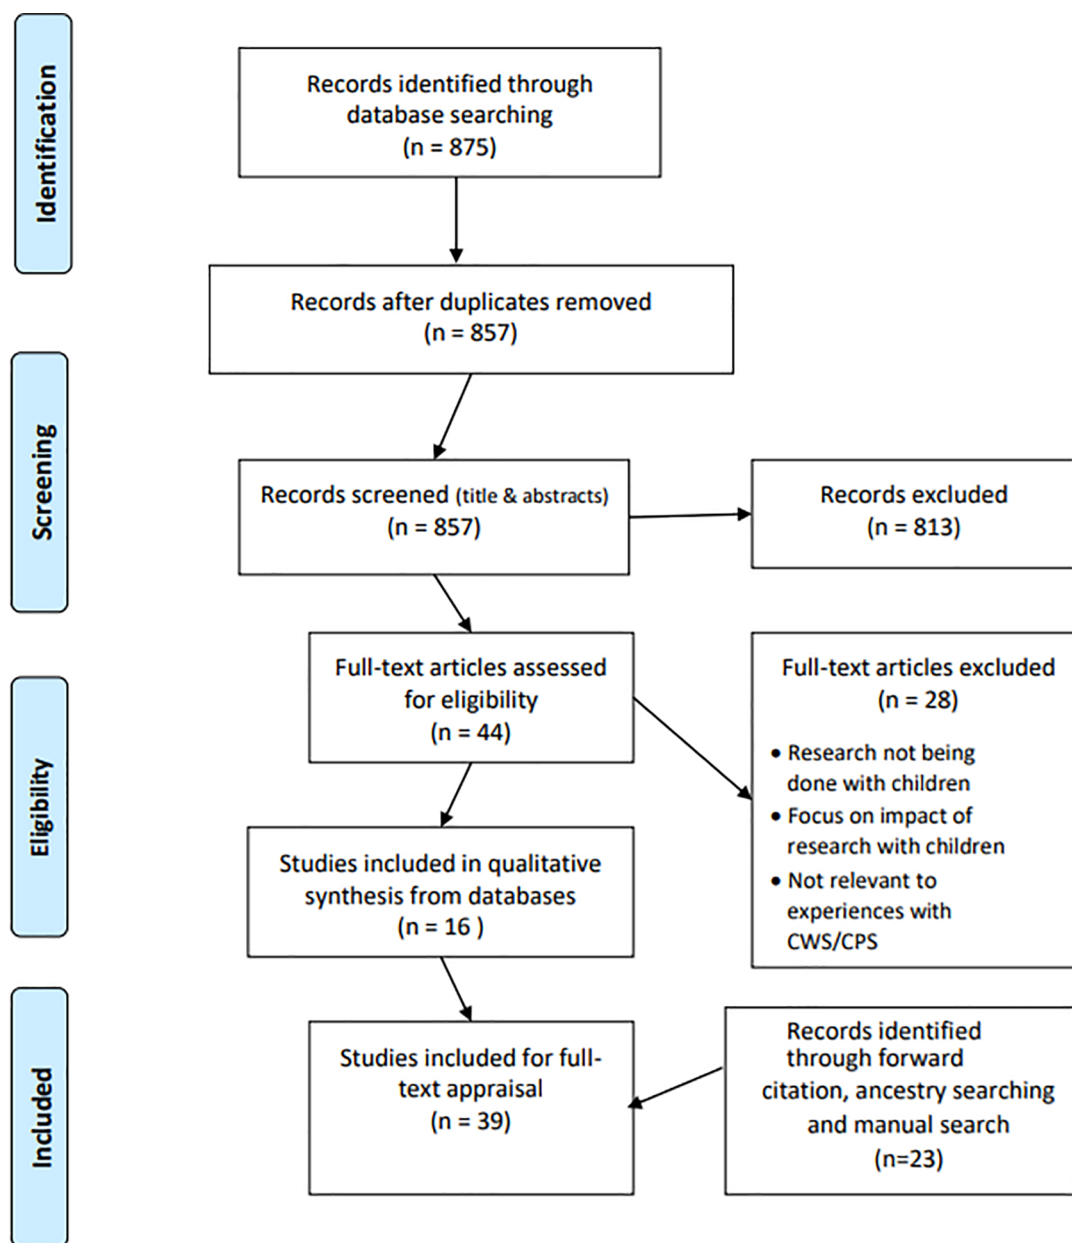 Identification
Records identified through
database searching
(n = 875)
Records after duplicates removed
(n = 857)
Screening
Records screened (title & abstracts)
(n = 857)
Records excluded
(n = 813)
Eligibility
Full-text articles assessed
for eligibility
(n = 44)
Full-text articles excluded
(n = 28)
• Research not being
done with children
• Focus on impact of
research with children
• Not relevant to
experiences with
CWS/CPS
Studies included in qualitative
synthesis from databases
(n = 16 )
Included
Studies included for full-
text appraisal
(n = 39)
Records identified
through forward
citation, ancestry searching
and manual search
(n=23)